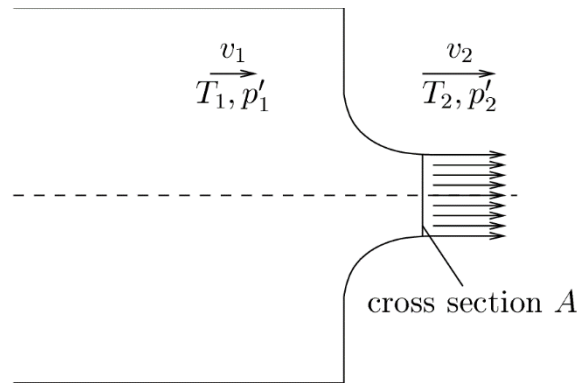 v₁
T₁, p′₁
v₂
T₂, p′₂
cross section A